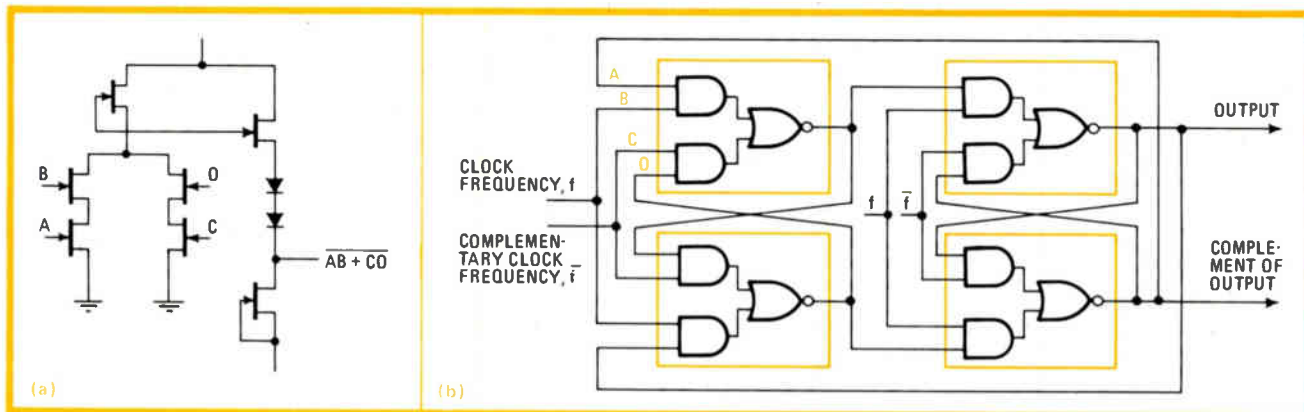 B
O
A
C
AB + CO
(a)
A
B
C
O
CLOCK
FREQUENCY, f
COMPLEMEN-
TARY CLOCK
FREQUENCY, f̅
f
f̅
OUTPUT
COMPLE-
MENT OF
OUTPUT
(b)